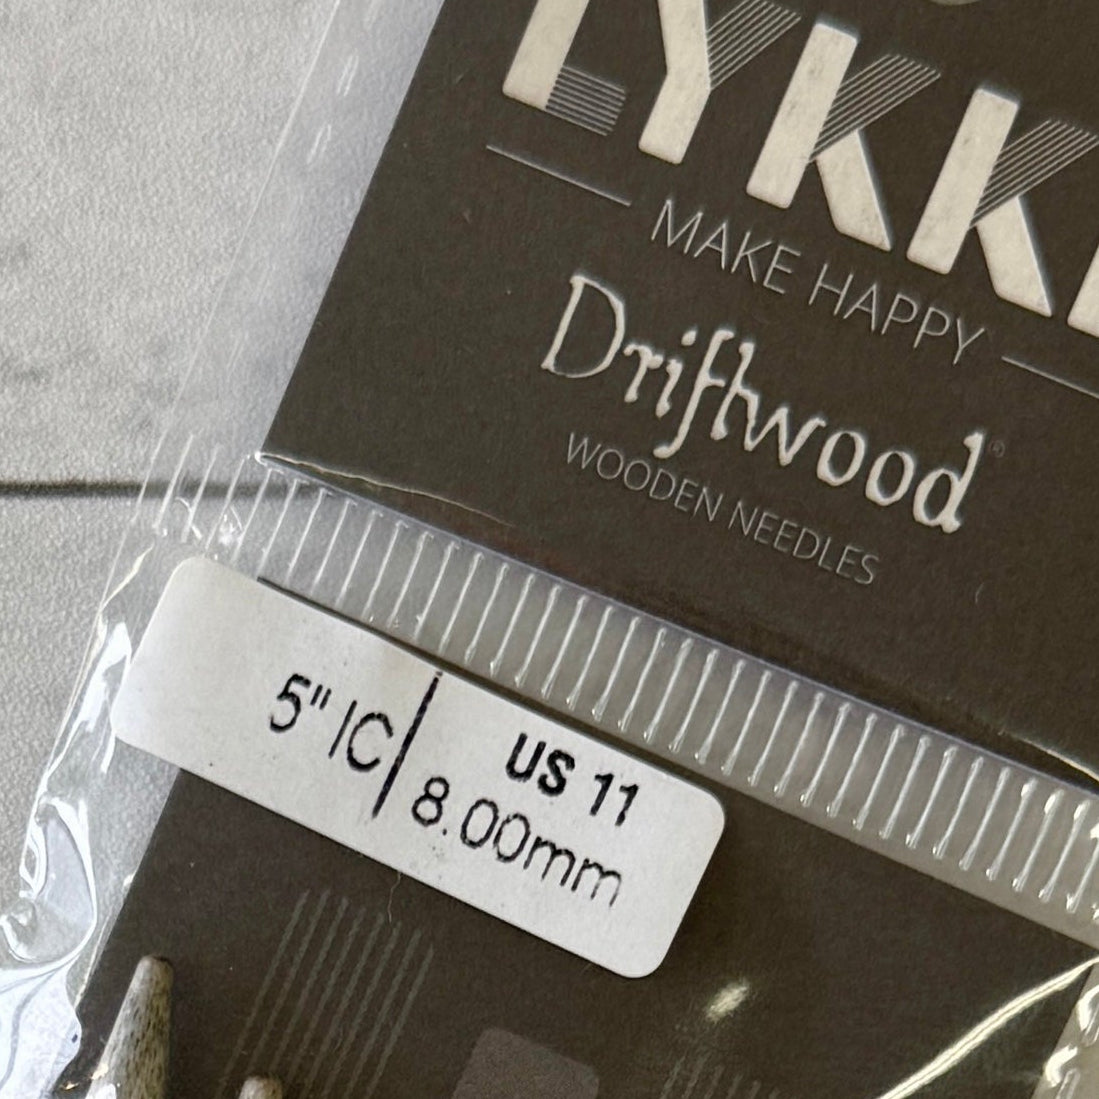 LYKKE
MAKE HAPPY
Driftwood®
WOODEN NEEDLES
5" IC
US 11
8.00mm